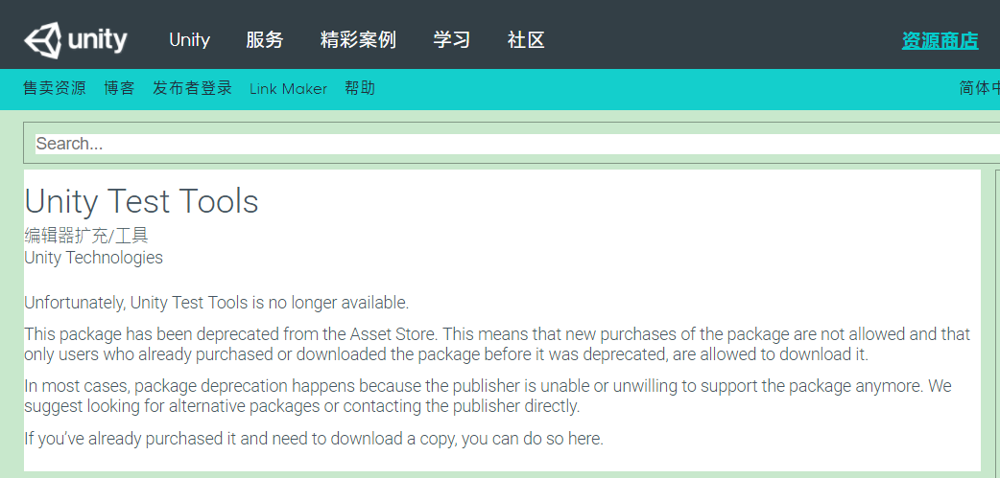 unity Unity 服务 精彩案例 学习 社区 资源商店
售卖资源 博客 发布者登录 Link Maker 帮助 简体中
Search...
Unity Test Tools
编辑器扩充/工具
Unity Technologies
Unfortunately, Unity Test Tools is no longer available.
This package has been deprecated from the Asset Store. This means that new purchases of the package are not allowed and that
only users who already purchased or downloaded the package before it was deprecated, are allowed to download it.
In most cases, package deprecation happens because the publisher is unable or unwilling to support the package anymore. We
suggest looking for alternative packages or contacting the publisher directly.
If you've already purchased it and need to download a copy, you can do so here.